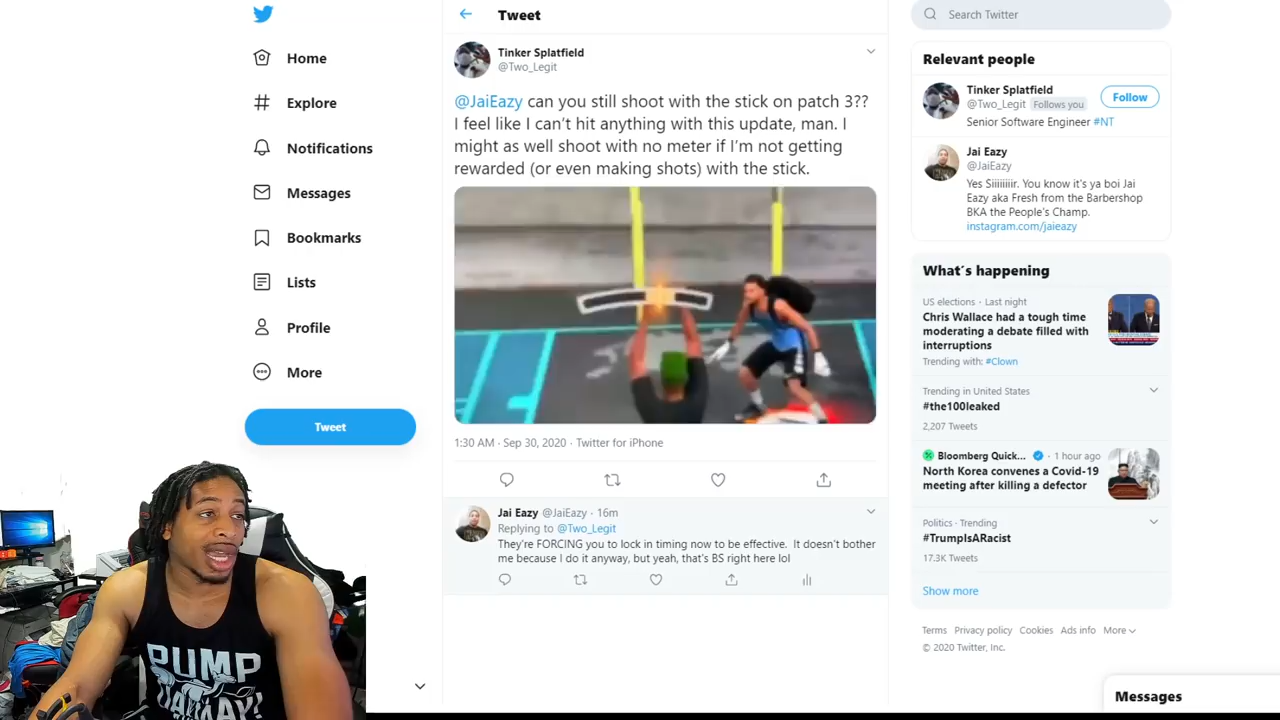 Home
Explore
Notifications
Messages
Bookmarks
Lists
Profile
More
Tweet
Tweet
Tinker Splatfield
@Two_Legit
@JaiEazy can you still shoot with the stick on patch 3??
I feel like I can't hit anything with this update, man. I
might as well shoot with no meter if I'm not getting
rewarded (or even making shots) with the stick.
1:30 AM · Sep 30, 2020 · Twitter for iPhone
Jai Eazy @JaiEazy · 16m
Replying to @Two_Legit
They're FORCING you to lock in timing now to be effective. It doesn't bother
me because I do it anyway, but yeah, that's BS right here lol
Search Twitter
Relevant people
Tinker Splatfield
@Two_Legit Follows you
Follow
Senior Software Engineer #NT
Jai Eazy
@JaiEazy
Yes Siiiiiiir. You know it's ya boi Jai
Eazy aka Fresh from the Barbershop
BKA the People's Champ.
instagram.com/jaieazy
What's happening
US elections · Last night
Chris Wallace had a tough time
moderating a debate filled with
interruptions
Trending with: #Clown
Trending in United States
#the100leaked
2,207 Tweets
Bloomberg Quick... · 1 hour ago
North Korea convenes a Covid-19
meeting after killing a defector
Politics · Trending
#TrumpIsARacist
17.3K Tweets
Show more
Terms Privacy policy Cookies Ads info More
© 2020 Twitter, Inc.
Messages
PUMP